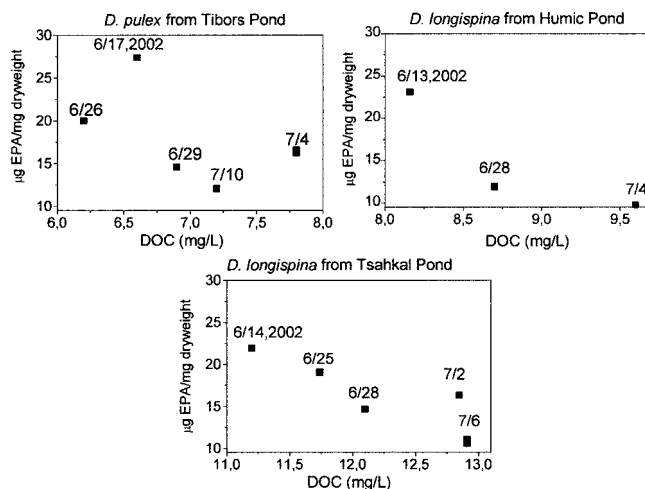 D. pulex from Tibors Pond
µg EPA/mg dryweight
30
25
20
15
10
6/17,2002
6/26
6/29
7/10
7/4
6,0 6,5 7,0 7,5 8,0
DOC (mg/L)
D. longispina from Humic Pond
µg EPA/mg dryweight
30
25
20
15
10
6/13,2002
6/28
7/4
8,0 8,5 9,0 9,5
DOC (mg/L)
D. longispina from Tsahkal Pond
µg EPA/mg dryweight
30
25
20
15
10
6/14,2002
6/25
6/28
7/2
7/6
11,0 11,5 12,0 12,5 13,0
DOC (mg/L)